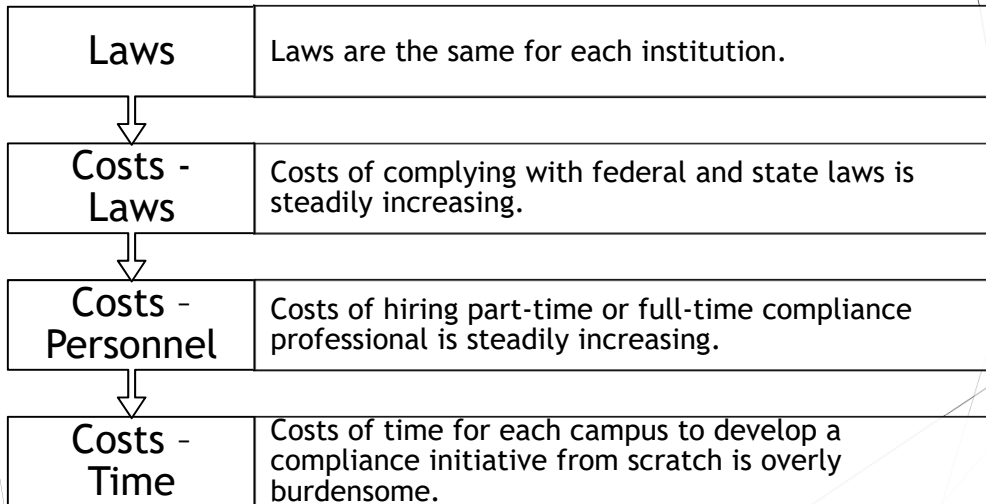 Laws
Laws are the same for each institution.
Costs -
Laws
Costs of complying with federal and state laws is
steadily increasing.
Costs –
Personnel
Costs of hiring part-time or full-time compliance
professional is steadily increasing.
Costs –
Time
Costs of time for each campus to develop a
compliance initiative from scratch is overly
burdensome.